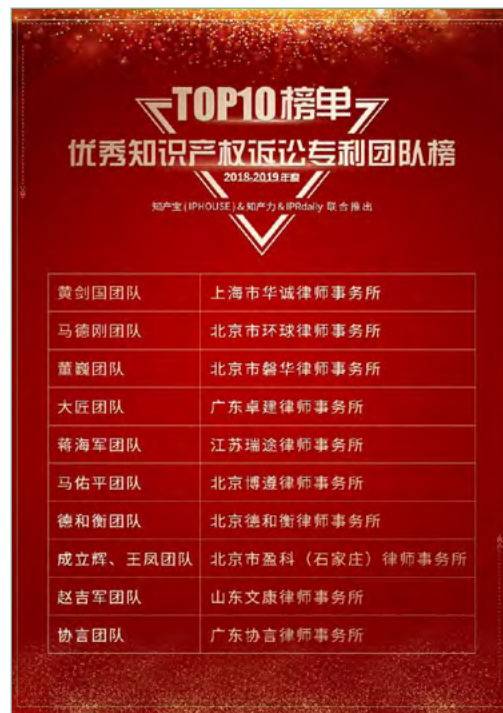 TOP10榜单
优秀知识产权诉讼专利团队榜
2018-2019年度
知产宝(IPHOUSE)&知产力&IPRdaily 联合推出
黄剑国团队 上海市华诚律师事务所
马德刚团队 北京市环球律师事务所
董巍团队 北京市磐华律师事务所
大匠团队 广东卓建律师事务所
蒋海军团队 江苏瑞途律师事务所
马佑平团队 北京博遵律师事务所
德和衡团队 北京德和衡律师事务所
成立辉、王凤团队 北京市盈科（石家庄）律师事务所
赵吉军团队 山东文康律师事务所
协言团队 广东协言律师事务所